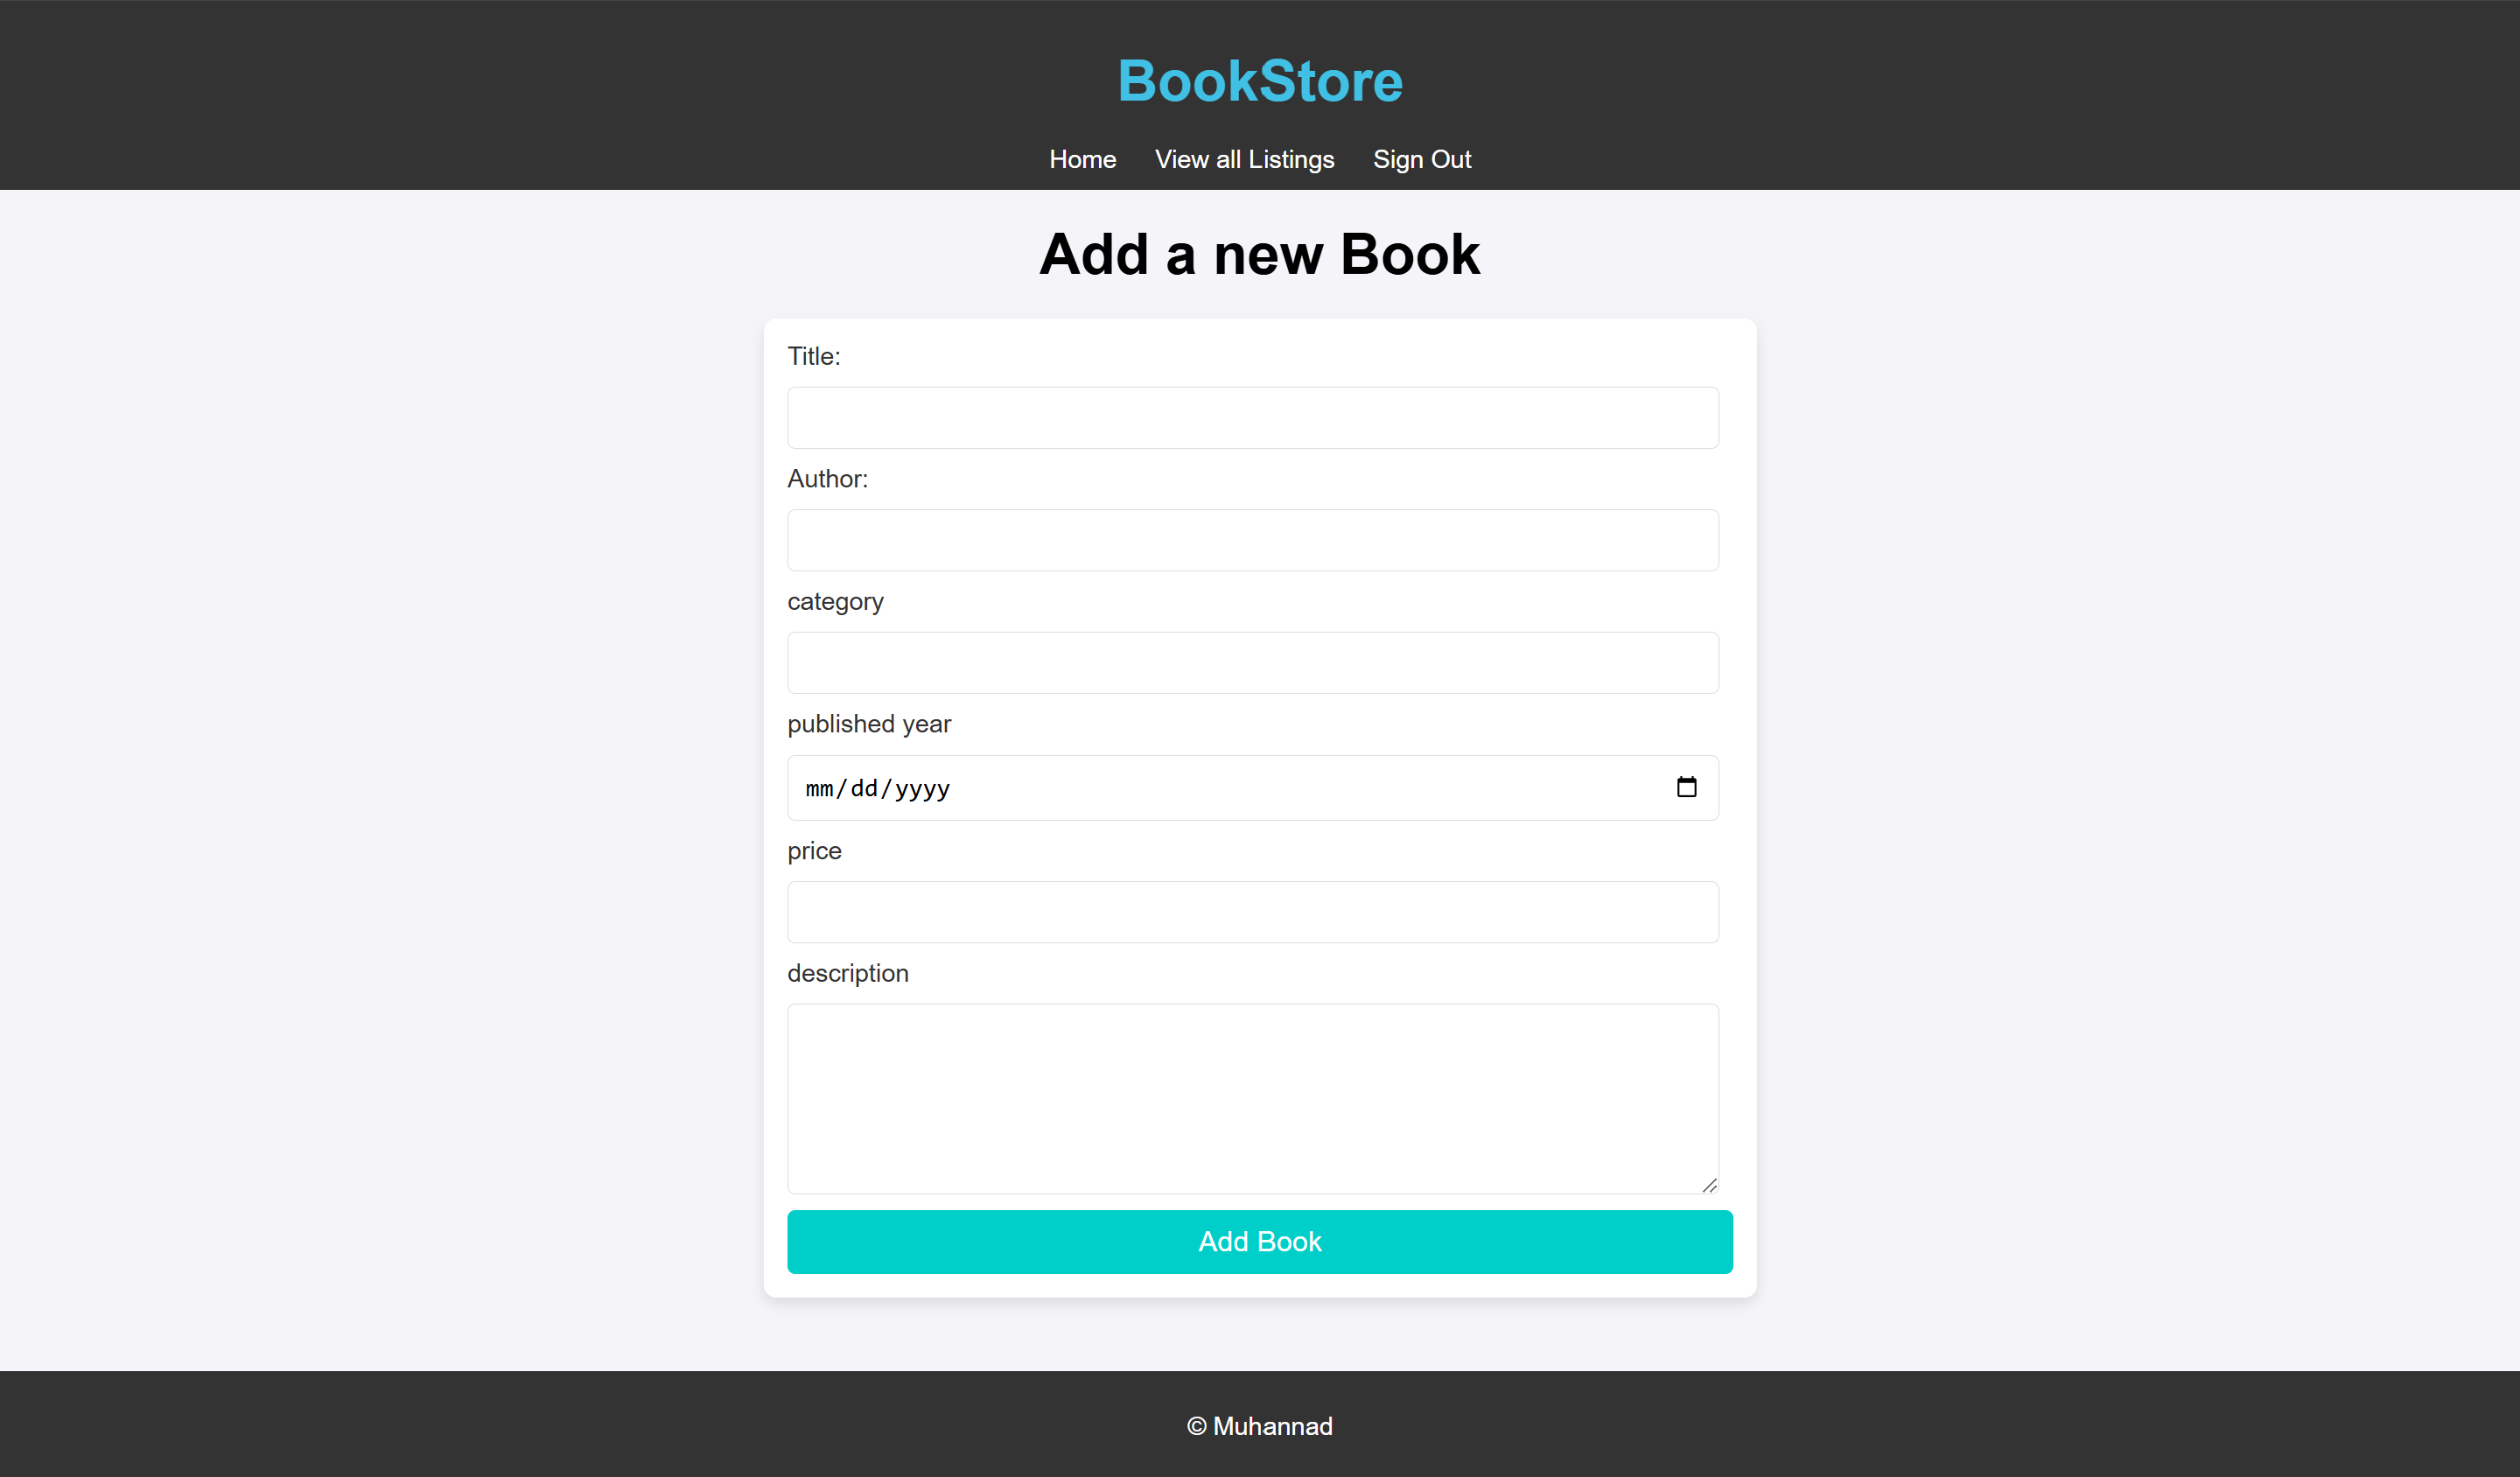 BookStore
Home View all Listings Sign Out
Add a new Book
Title:
Author:
category
published year
mm/dd/yyyy
price
description
Add Book
© Muhannad